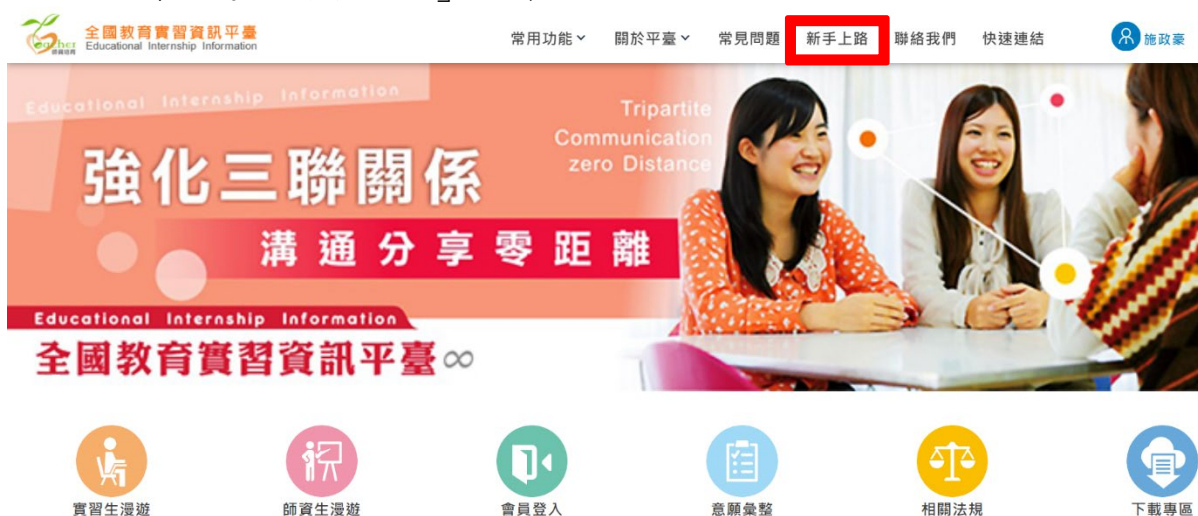 全國教育實習資訊平臺
Educational Internship Information
常用功能 關於平臺 常見問題 新手上路 聯絡我們 快速連結 施政豪
Educational Internship Information
Tripartite
Communication
zero Distance
強化三聯關係
溝通分享零距離
Educational Internship Information
全國教育實習資訊平臺∞
實習生漫遊 師資生漫遊 會員登入 意願彙整 相關法規 下載專區